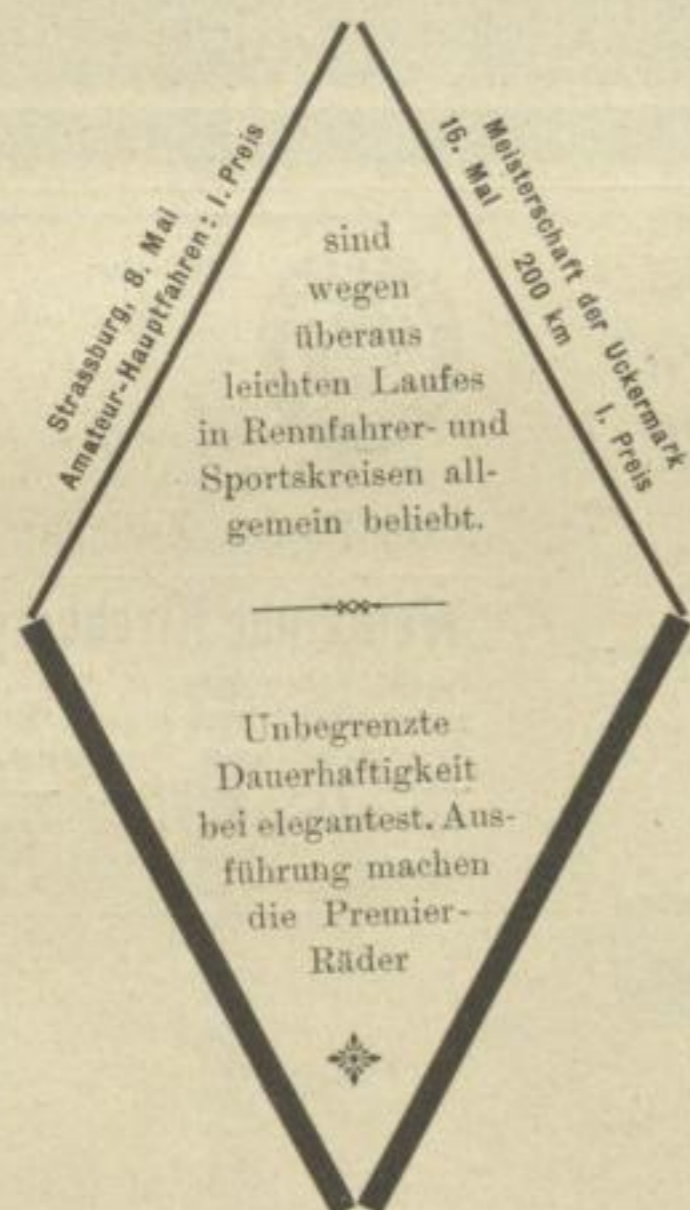 Strassburg, 8. Mai
Amateur-Hauptfahren: I. Preis
Meisterschaft der Uckermark
16. Mai 200 km I. Preis
sind
wegen
überaus
leichten Laufes
in Rennfahrer- und
Sportskreisen all-
gemein beliebt.
Unbegrenzte
Dauerhaftigkeit
bei elegantest. Aus-
führung machen
die Premier-
Räder